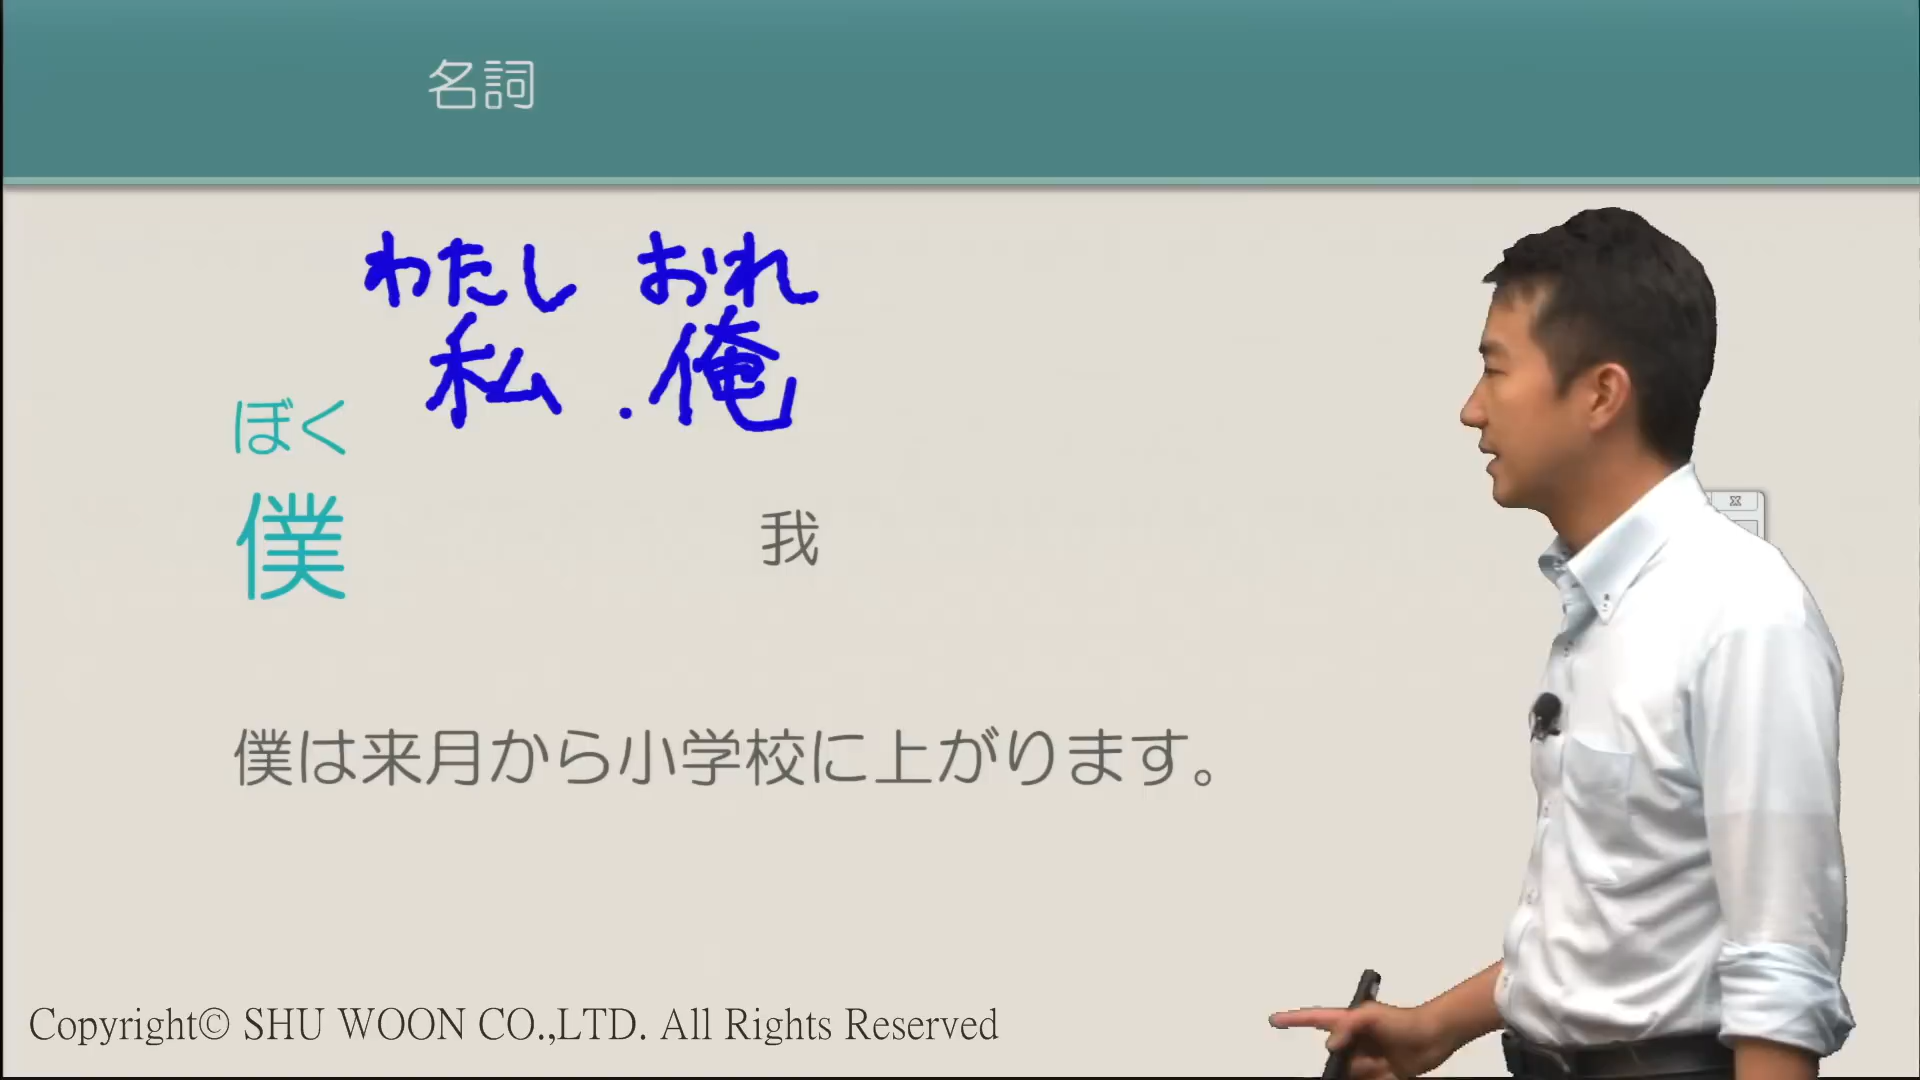 名詞
わたし おれ
私.俺
ぼく
僕 我
僕は来月から小学校に上がります。
Copyright© SHU WOON CO.,LTD. All Rights Reserved